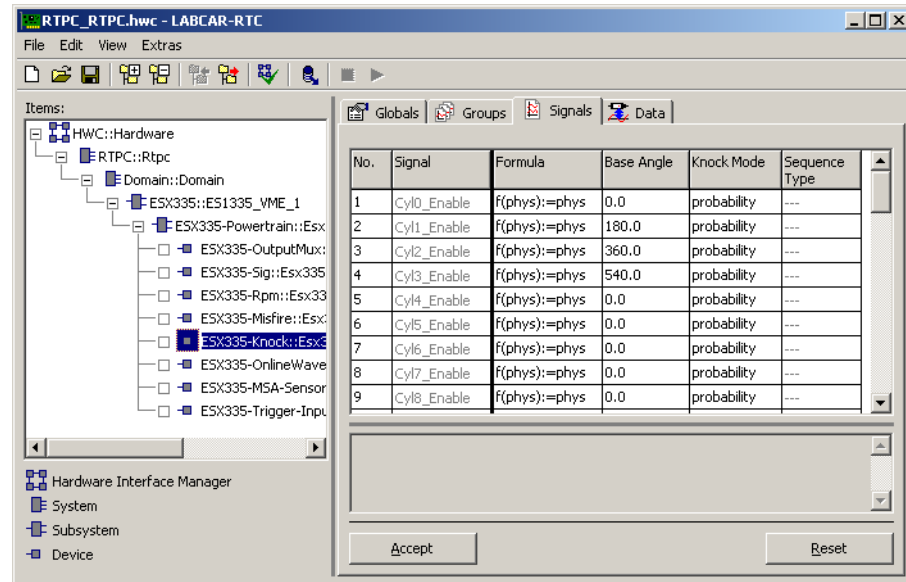 RTPC_RTPC.hwc - LABCAR-RTC
File Edit View Extras
Items:
HWC::Hardware
RTPC::Rtpc
Domain::Domain
ESX335::ES1335_VME_1
ESX335-Powertrain::Esx
ESX335-OutputMux:
ESX335-Sig::Esx335
ESX335-Rpm::Esx33
ESX335-Misfire::Esx
ESX335-Knock::Esx3
ESX335-OnlineWave
ESX335-MSA-Sensor
ESX335-Trigger-Inpu
Hardware Interface Manager
System
Subsystem
Device
Globals Groups Signals Data
No. Signal Formula Base Angle Knock Mode Sequence Type
1 Cyl0_Enable f(phys):=phys 0.0 probability ---
2 Cyl1_Enable f(phys):=phys 180.0 probability ---
3 Cyl2_Enable f(phys):=phys 360.0 probability ---
4 Cyl3_Enable f(phys):=phys 540.0 probability ---
5 Cyl4_Enable f(phys):=phys 0.0 probability ---
6 Cyl5_Enable f(phys):=phys 0.0 probability ---
7 Cyl6_Enable f(phys):=phys 0.0 probability ---
8 Cyl7_Enable f(phys):=phys 0.0 probability ---
9 Cyl8_Enable f(phys):=phys 0.0 probability ---
Accept Reset